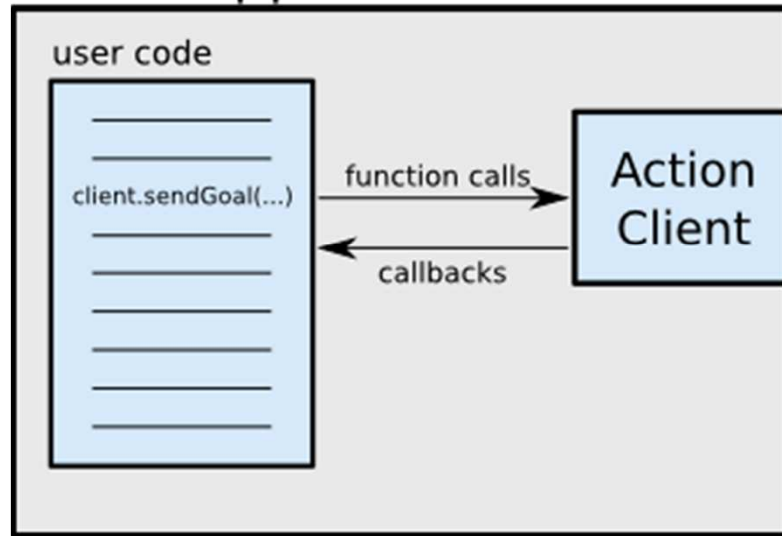 user code
client.sendGoal(...)
function calls
callbacks
Action
Client